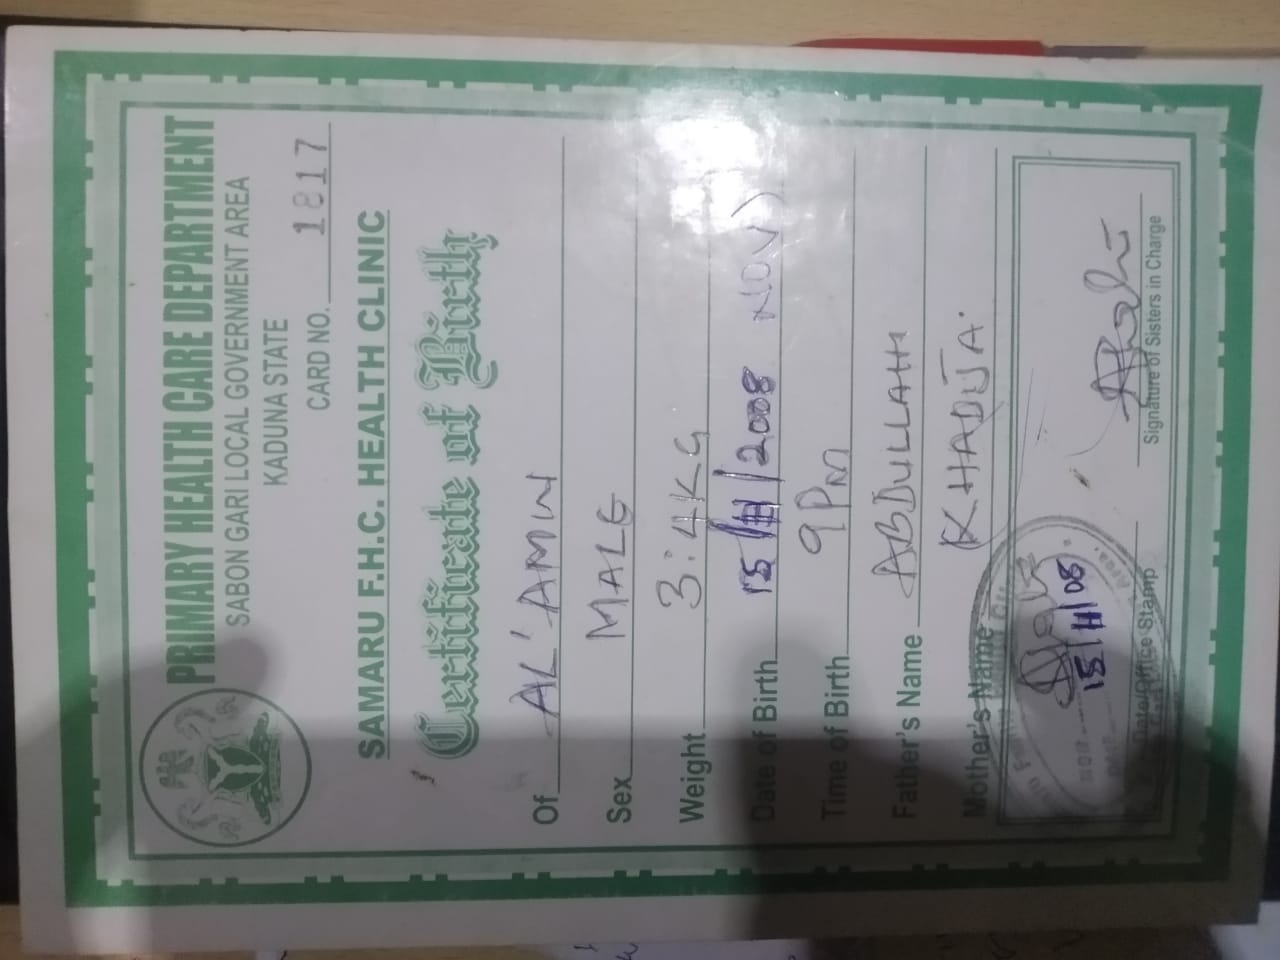 PRIMARY HEALTH CARE DEPARTMENT
SABON GARI LOCAL GOVERNMENT AREA
KADUNA STATE
CARD NO. 1817
SAMARU F.H.C. HEALTH CLINIC
Certificate of Birth
Of AL'AMIN
Sex MALE
Weight 3:4KG
Date of Birth 15/11/2008 NOV)
Time of Birth 9PM
Father's Name ABDULLAHI
Mother's Name KHADIJA.
15/11/08
Date/Office Stamp
Signature of Sisters in Charge